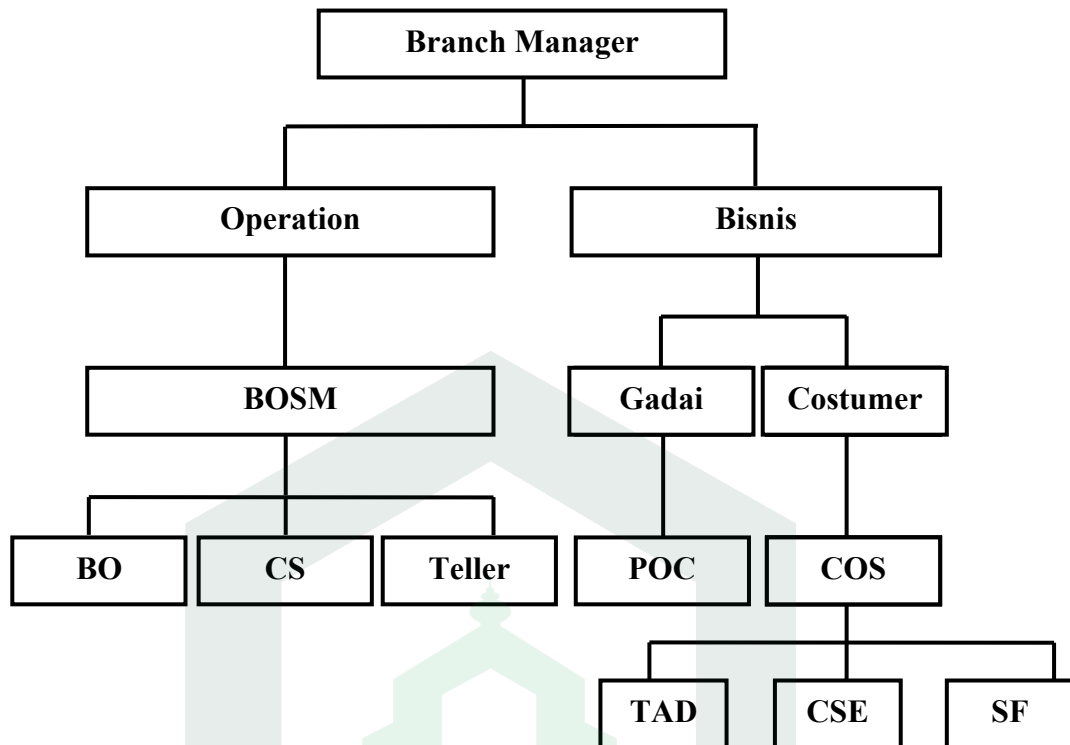 Branch Manager
Operation
Bisnis
BOSM
Gadai
Costumer
BO
CS
Teller
POC
COS
TAD
CSE
SF